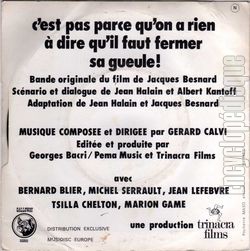 N
c'est pas parce qu'on a rien
à dire qu'il faut fermer
sa gueule!
Bande originale du film de Jacques Besnard
Scénario et dialogue de Jean Halain et Albert Kantoff
Adaptation de Jean Halain et Jacques Besnard
MUSIQUE COMPOSEE et DIRIGEE par GERARD CALVI
Editée et produite par
Georges Bacri / Pema Music et Trinacra Films
avec
BERNARD BLIER, MICHEL SERRAULT, JEAN LEFEBVRE
TSILLA CHELTON, MARION GAME
DISTRIBUTION EXCLUSIVE
MUSIDISC EUROPE
une production
trinacra
films